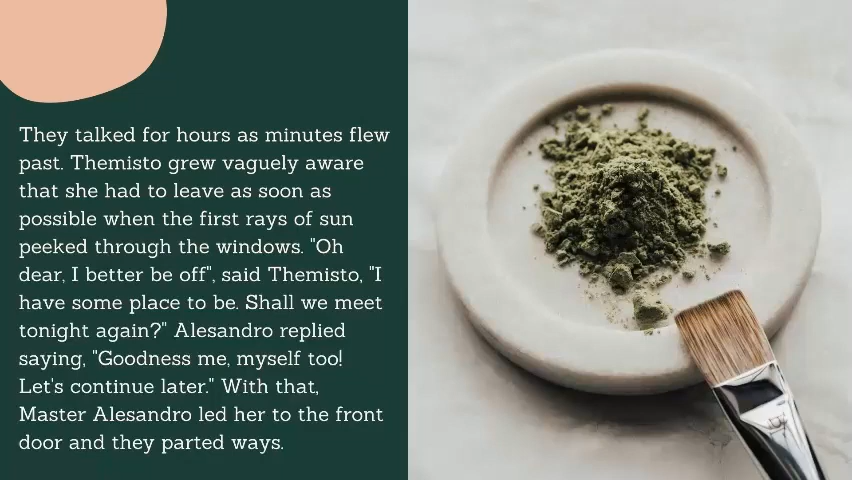 They talked for hours as minutes flew
past. Themisto grew vaguely aware
that she had to leave as soon as
possible when the first rays of sun
peeked through the windows. "Oh
dear, I better be off", said Themisto, "I
have some place to be. Shall we meet
tonight again?" Alesandro replied
saying, "Goodness me, myself too!
Let's continue later." With that,
Master Alesandro led her to the front
door and they parted ways.